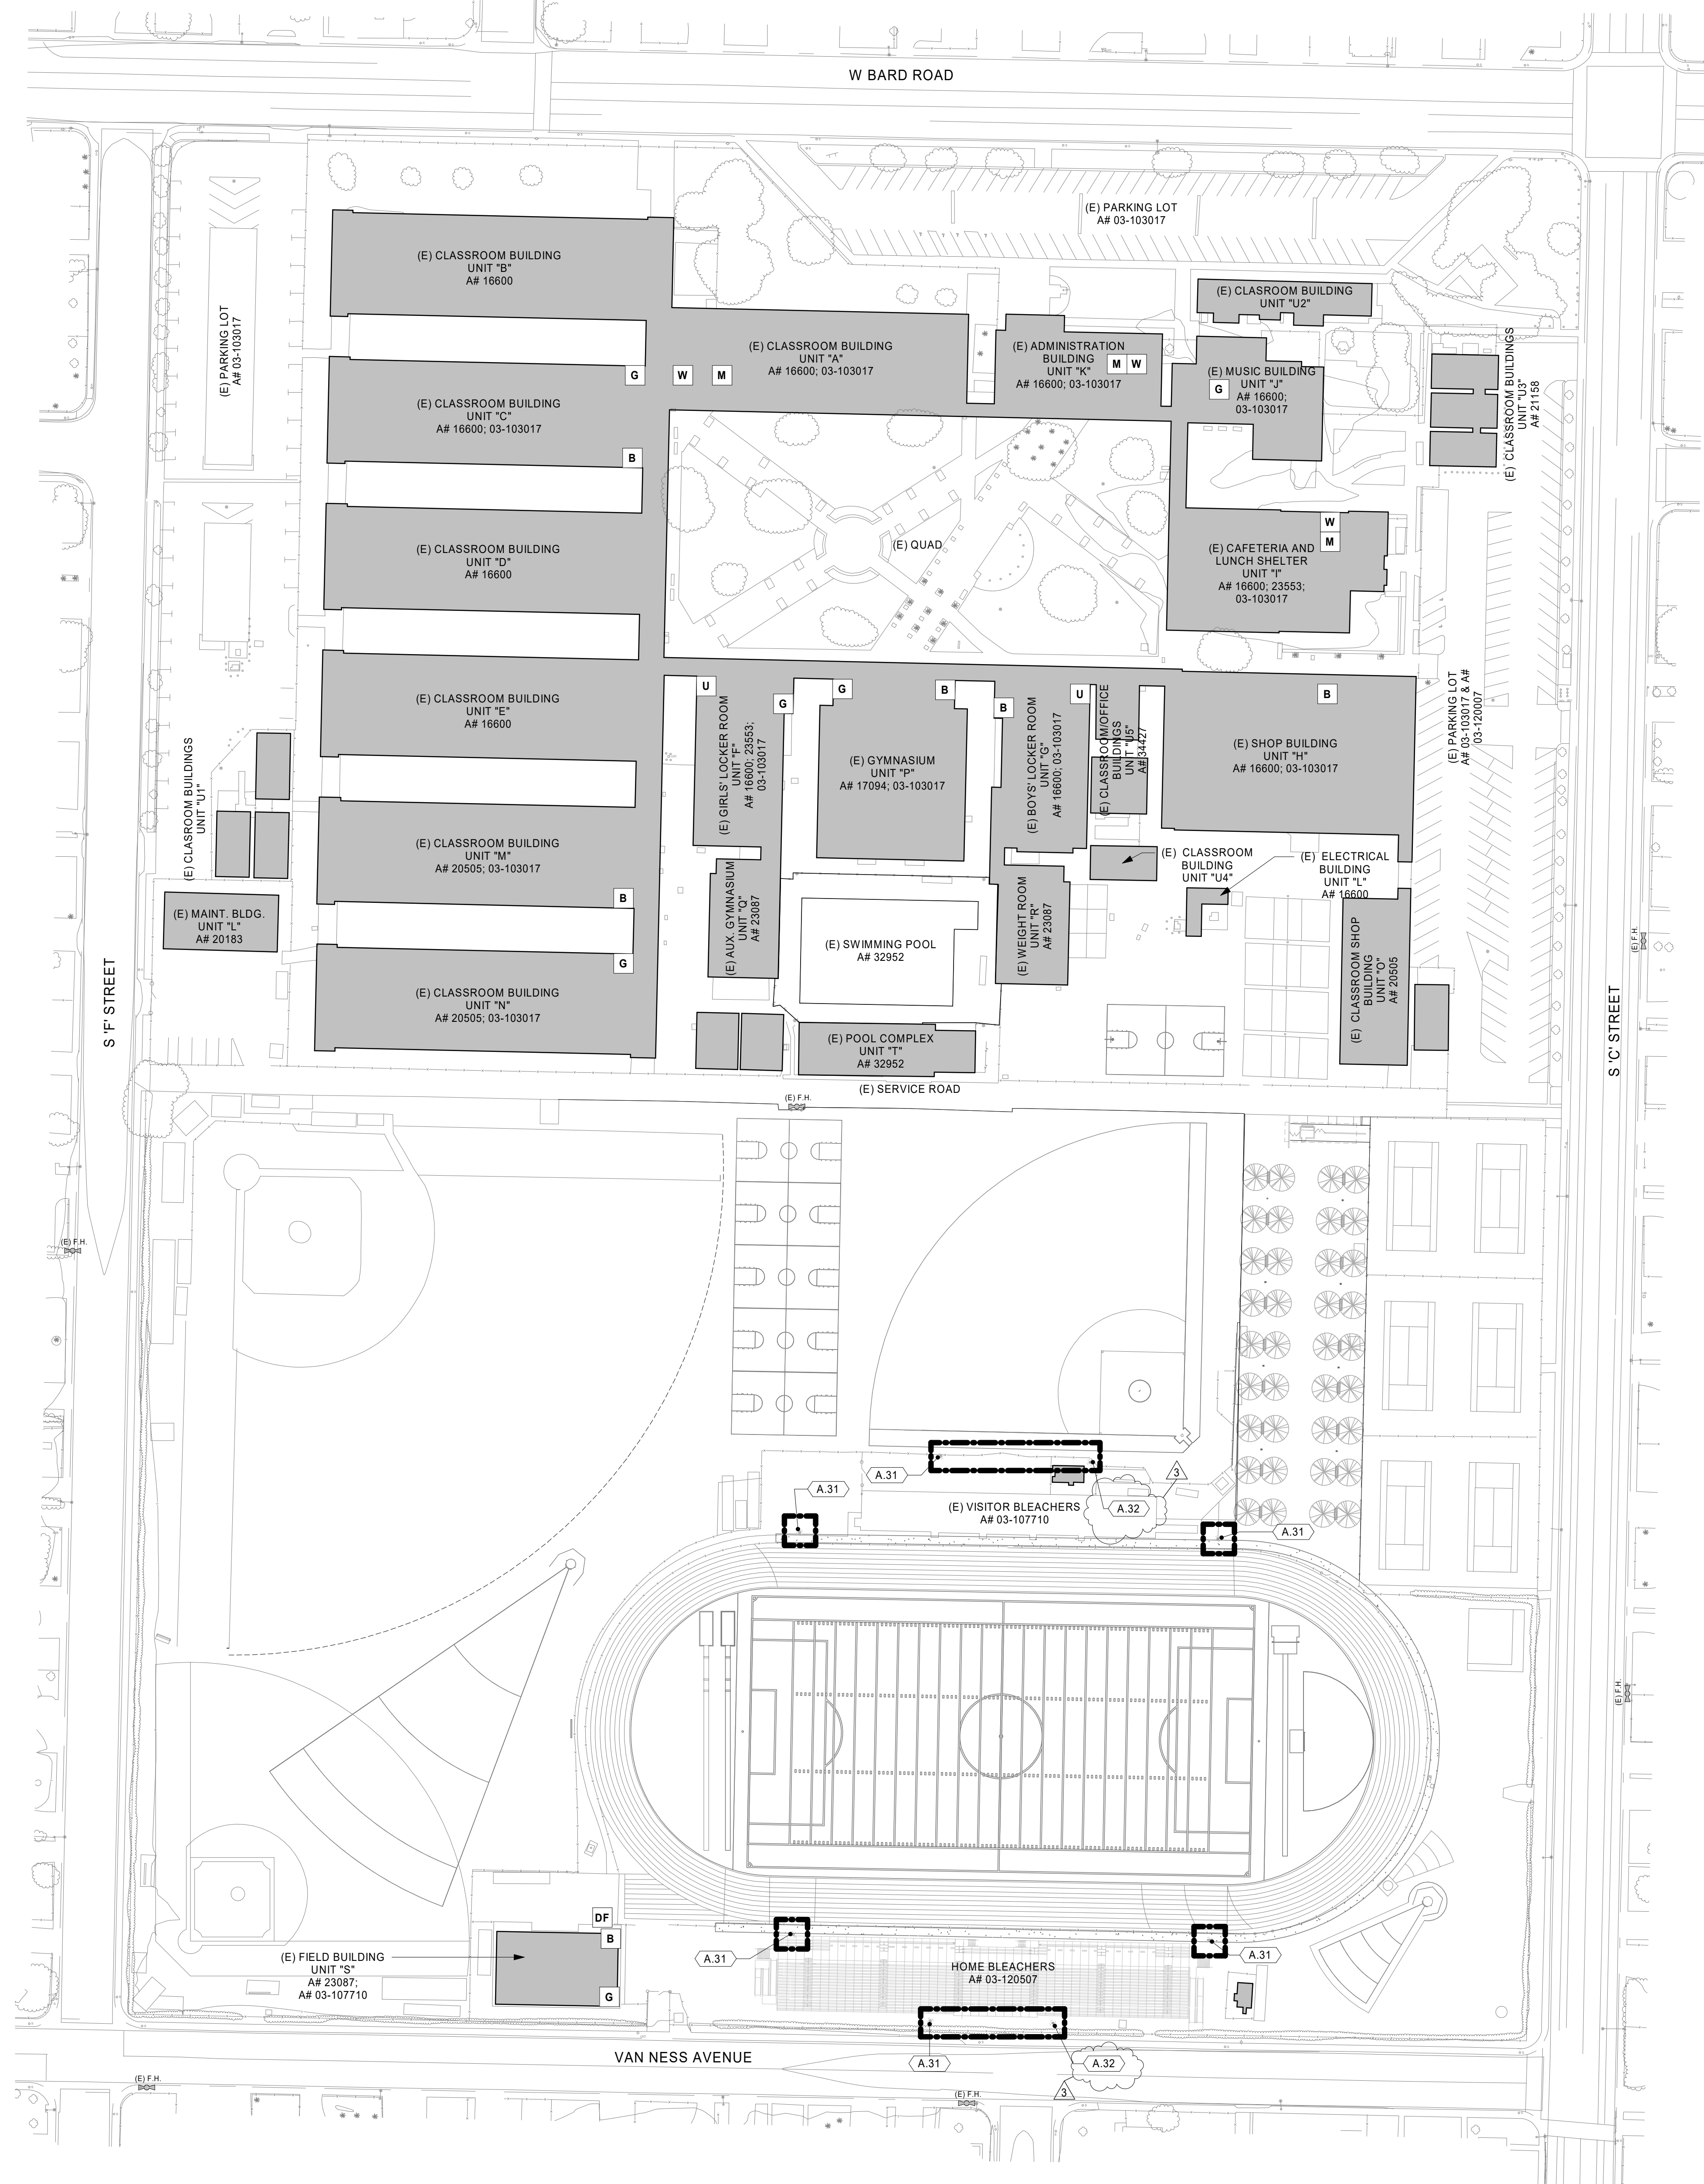 W BARD ROAD
(E) PARKING LOT
A# 03-103017
(E) CLASSROOM BUILDING
UNIT "B"
A# 16600
(E) PARKING LOT
A# 03-103017
(E) CLASROOM BUILDING
UNIT "U2"
(E) CLASSROOM BUILDING
UNIT "A"
A# 16600; 03-103017
(E) ADMINISTRATION
BUILDING
UNIT "K"
A# 16600; 03-103017
M W
(E) MUSIC BUILDING
UNIT "J"
A# 16600;
03-103017
G
(E) CLASSROOM BUILDINGS
UNIT "U3"
A# 21158
G
W
M
(E) CLASSROOM BUILDING
UNIT "C"
A# 16600; 03-103017
B
(E) QUAD
W
M
(E) CAFETERIA AND
LUNCH SHELTER
UNIT "I"
A# 16600; 23553;
03-103017
(E) CLASSROOM BUILDING
UNIT "D"
A# 16600
(E) CLASSROOM BUILDING
UNIT "E"
A# 16600
U
G
G
B
B
U
B
(E) GIRLS' LOCKER ROOM
UNIT "F"
A# 16600; 23553;
03-103017
(E) GYMNASIUM
UNIT "P"
A# 17094; 03-103017
(E) BOYS' LOCKER ROOM
UNIT "G"
A# 16600; 03-103017
(E) CLASSROOM/OFFICE
BUILDINGS
UNIT "U5"
A# 34427
(E) SHOP BUILDING
UNIT "H"
A# 16600; 03-103017
(E) PARKING LOT
A# 03-103017 & A#
03-120007
(E) CLASROOM BUILDINGS
UNIT "U1"
(E) CLASSROOM BUILDING
UNIT "M"
A# 20505; 03-103017
B
(E) CLASSROOM
BUILDING
UNIT "U4"
(E) ELECTRICAL
BUILDING
UNIT "L"
A# 16600
(E) MAINT. BLDG.
UNIT "L"
A# 20183
(E) AUX. GYMNASIUM
UNIT "Q"
A# 23087
(E) SWIMMING POOL
A# 32952
(E) WEIGHT ROOM
UNIT "R"
A# 23087
(E) CLASSROOM SHOP
BUILDING
UNIT "O"
A# 20505
(E) F.H.
G
(E) CLASSROOM BUILDING
UNIT "N"
A# 20505; 03-103017
S 'F' STREET
S 'C' STREET
(E) POOL COMPLEX
UNIT "T"
A# 32952
(E) SERVICE ROAD
(E) F.H.
(E) F.H.
A.31
A.31
3
(E) VISITOR BLEACHERS
A# 03-107710
A.32
A.31
(E) F.H.
DF
B
G
(E) FIELD BUILDING
UNIT "S"
A# 23087;
A# 03-107710
A.31
A.31
HOME BLEACHERS
A# 03-120507
VAN NESS AVENUE
A.31
A.32
3
(E) F.H.
(E) F.H.